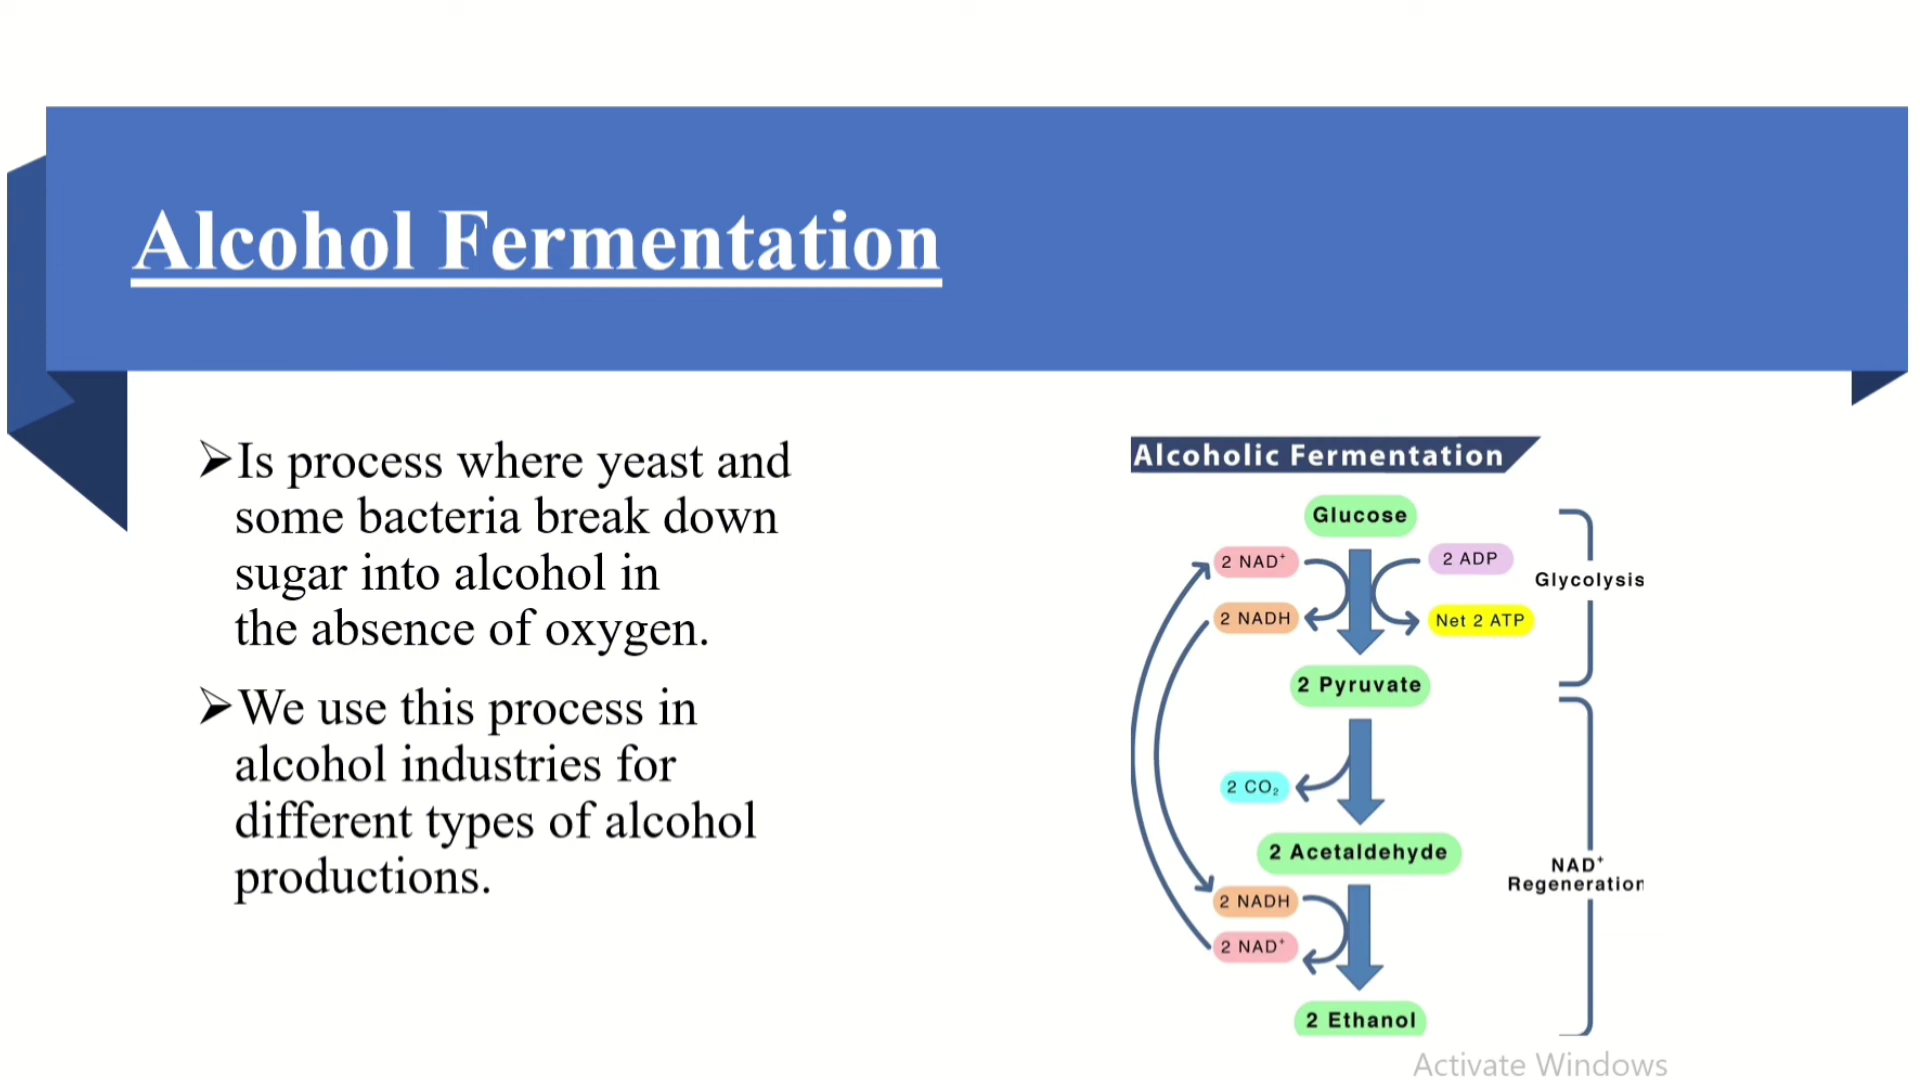 Alcohol Fermentation
➢Is process where yeast and
some bacteria break down
sugar into alcohol in
the absence of oxygen.
➢We use this process in
alcohol industries for
different types of alcohol
productions.
Alcoholic Fermentation
Glucose
2 NAD⁺
2 ADP
Glycolysis
2 NADH
Net 2 ATP
2 Pyruvate
2 CO₂
2 Acetaldehyde
NAD⁺
Regeneration
2 NADH
2 NAD⁺
2 Ethanol
Activate Windows